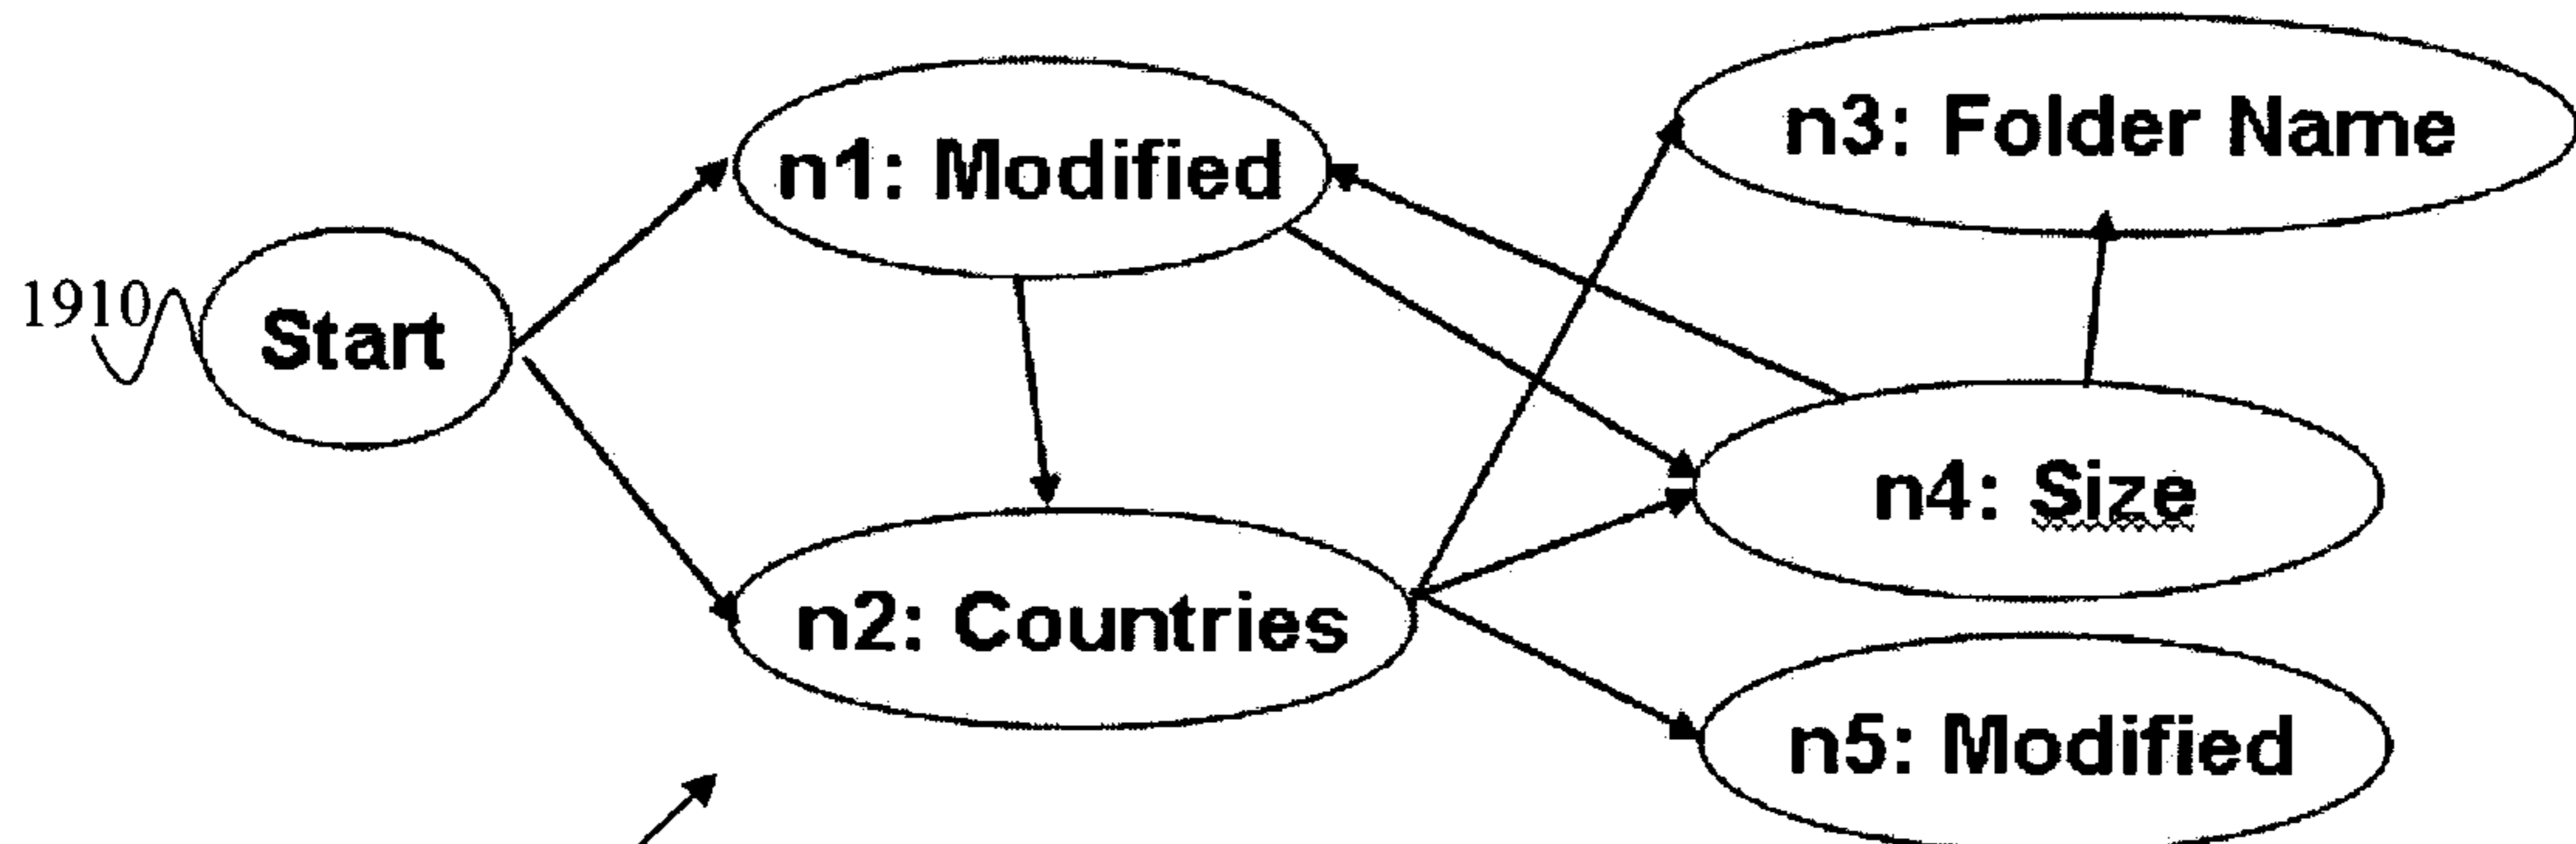 n3: Folder Name
n1: Modified
1910
Start
n4: Size
n2: Countries
n5: Modified